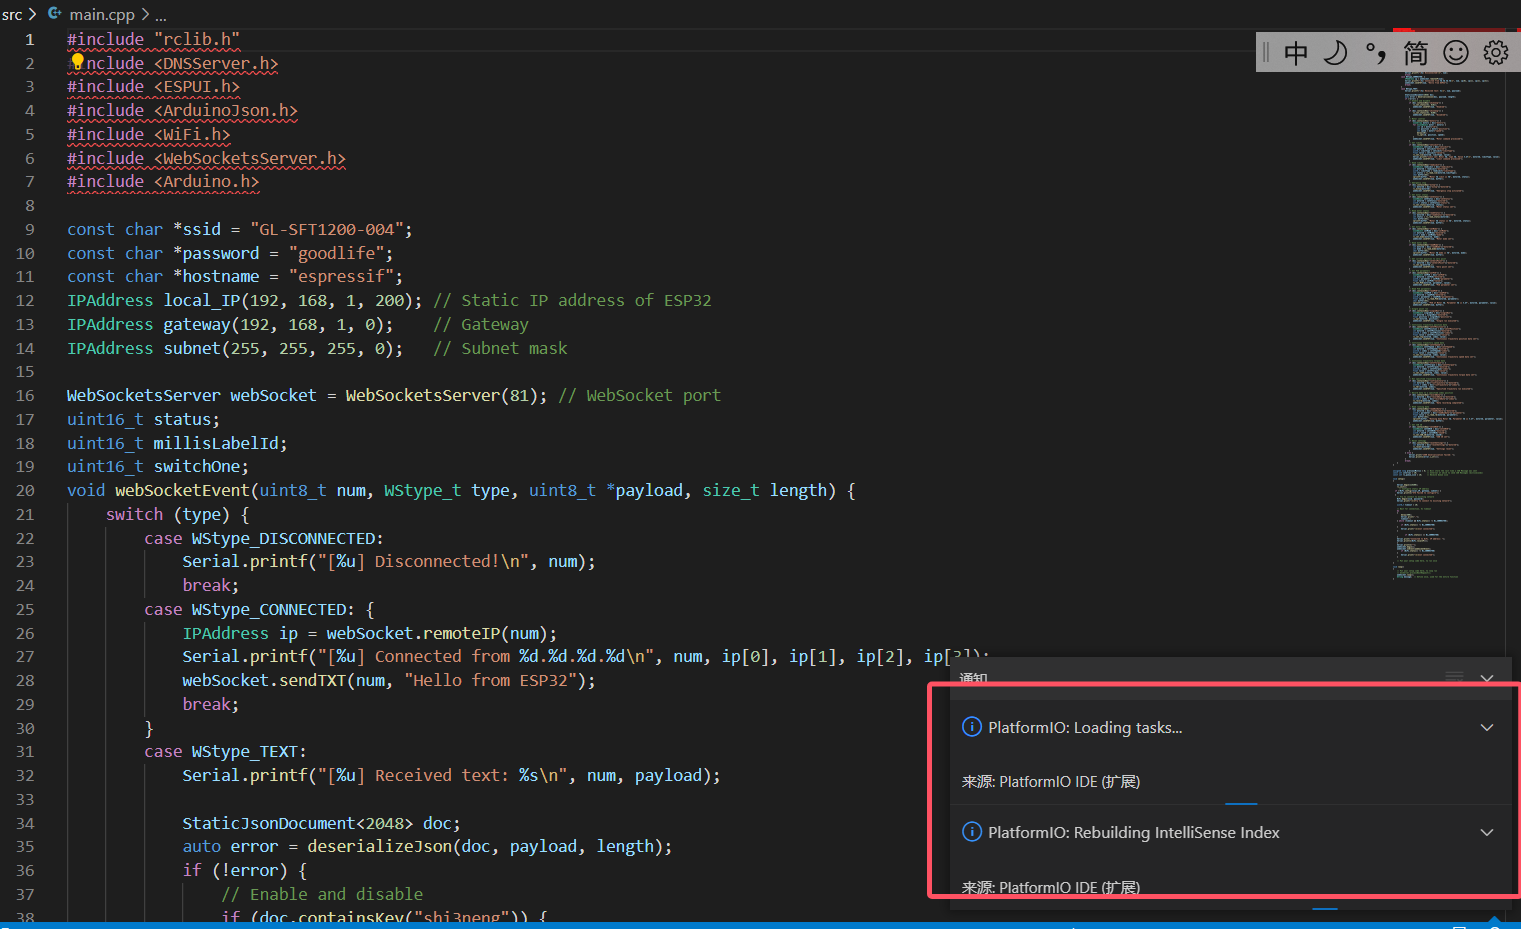 src > main.cpp > ...
1 #include "rclib.h"
2 #include <DNSServer.h>
3 #include <ESPUI.h>
4 #include <ArduinoJson.h>
5 #include <WiFi.h>
6 #include <WebSocketsServer.h>
7 #include <Arduino.h>
8
9 const char *ssid = "GL-SFT1200-004";
10 const char *password = "goodlife";
11 const char *hostname = "espressif";
12 IPAddress local_IP(192, 168, 1, 200); // Static IP address of ESP32
13 IPAddress gateway(192, 168, 1, 0);    // Gateway
14 IPAddress subnet(255, 255, 255, 0);   // Subnet mask
15
16 WebSocketsServer webSocket = WebSocketsServer(81); // WebSocket port
17 uint16_t status;
18 uint16_t millisLabelId;
19 uint16_t switchOne;
20 void webSocketEvent(uint8_t num, WStype_t type, uint8_t *payload, size_t length) {
21     switch (type) {
22         case WStype_DISCONNECTED:
23             Serial.printf("[%u] Disconnected!\n", num);
24             break;
25         case WStype_CONNECTED: {
26             IPAddress ip = webSocket.remoteIP(num);
27             Serial.printf("[%u] Connected from %d.%d.%d.%d\n", num, ip[0], ip[1], ip[2], ip[3]);
28             webSocket.sendTXT(num, "Hello from ESP32");
29             break;
30         }
31         case WStype_TEXT:
32             Serial.printf("[%u] Received text: %s\n", num, payload);
33
34             StaticJsonDocument<2048> doc;
35             auto error = deserializeJson(doc, payload, length);
36             if (!error) {
37                 // Enable and disable
38                 if (doc.containsKey("shi3neng")) {
中 °, 简
通知
PlatformIO: Loading tasks...
来源: PlatformIO IDE (扩展)
PlatformIO: Rebuilding IntelliSense Index
来源: PlatformIO IDE (扩展)